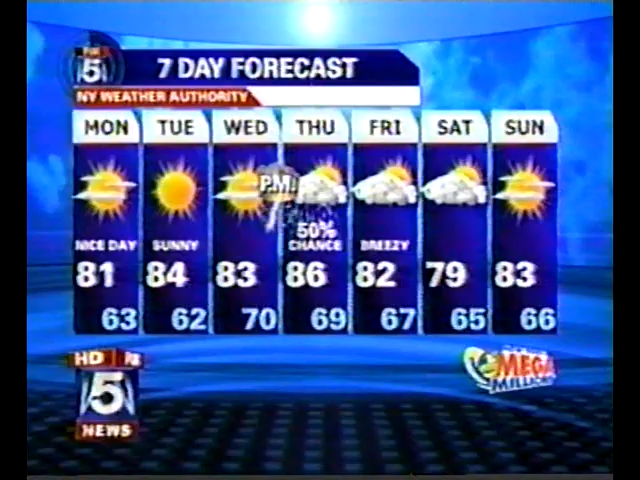 FOX
5
7 DAY FORECAST
NY WEATHER AUTHORITY
MON TUE WED THU FRI SAT SUN
P.M.
50%
NICE DAY SUNNY CHANCE BREEZY
81 84 83 86 82 79 83
63 62 70 69 67 65 66
HD
5
NEWS
MEGA
MILLIONS